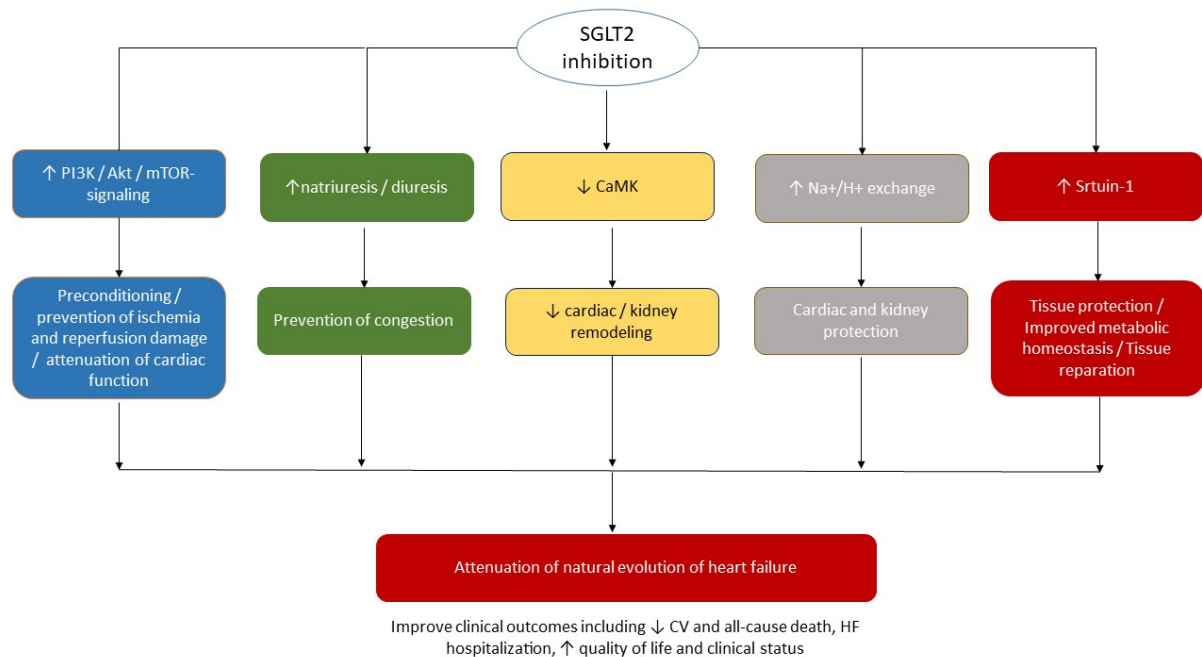 SGLT2
inhibition
↑ PI3K / Akt / mTOR-
signaling
↑natriuresis / diuresis
↓ CaMK
↑ Na+/H+ exchange
↑ Srtuin-1
Preconditioning /
prevention of ischemia
and reperfusion damage
/ attenuation of cardiac
function
Prevention of congestion
↓ cardiac / kidney
remodeling
Cardiac and kidney
protection
Tissue protection /
Improved metabolic
homeostasis / Tissue
reparation
Attenuation of natural evolution of heart failure
Improve clinical outcomes including ↓ CV and all-cause death, HF
hospitalization, ↑ quality of life and clinical status